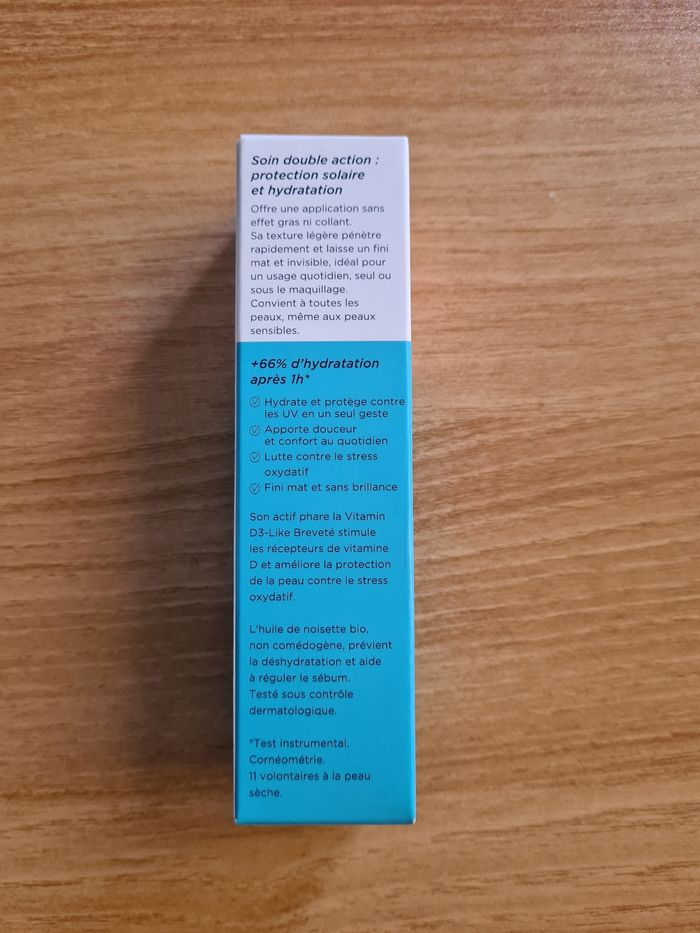 Soin double action :
protection solaire
et hydratation
Offre une application sans
effet gras ni collant.
Sa texture légère pénètre
rapidement et laisse un fini
mat et invisible, idéal pour
un usage quotidien, seul ou
sous le maquillage.
Convient à toutes les
peaux, même aux peaux
sensibles.
+66% d'hydratation
après 1h*
Hydrate et protège contre
les UV en un seul geste
Apporte douceur
et confort au quotidien
Lutte contre le stress
oxydatif
Fini mat et sans brillance
Son actif phare la Vitamin
D3-Like Breveté stimule
les récepteurs de vitamine
D et améliore la protection
de la peau contre le stress
oxydatif.
L'huile de noisette bio,
non comédogène, prévient
la déshydratation et aide
à réguler le sébum.
Testé sous contrôle
dermatologique.
*Test instrumental.
Cornéométrie.
11 volontaires à la peau
sèche.